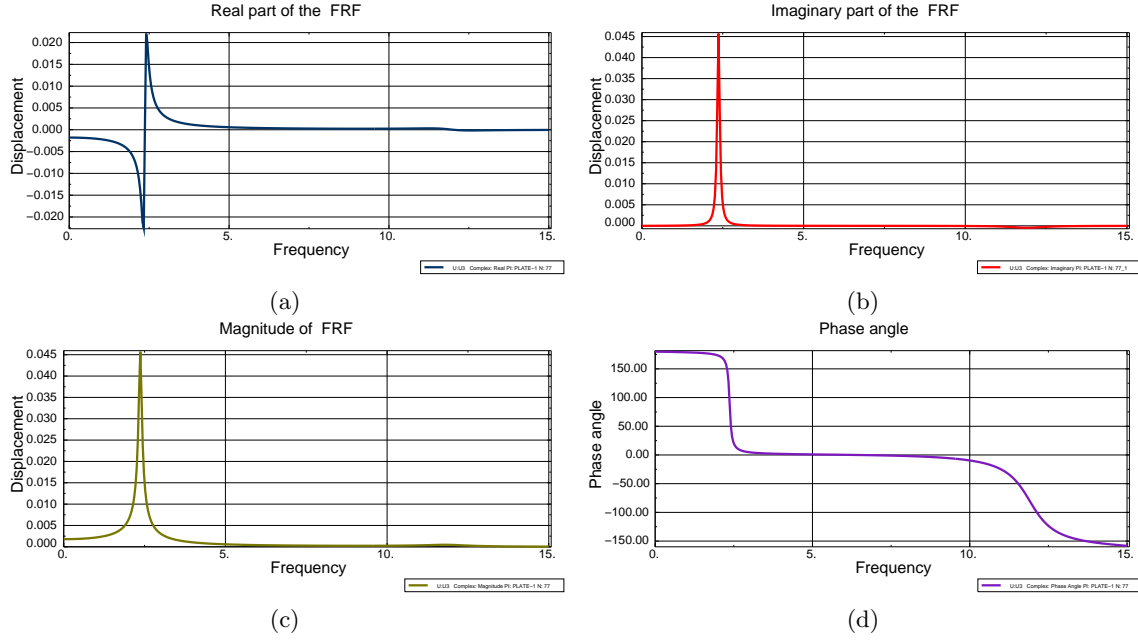 Real part of the FRF
Displacement
0.020
0.015
0.010
0.005
0.000
−0.005
−0.010
−0.015
−0.020
0. 5. 10. 15.
Frequency
U:U3 Complex: Real PI: PLATE−1 N: 77
(a)
Imaginary part of the FRF
Displacement
0.045
0.040
0.035
0.030
0.025
0.020
0.015
0.010
0.005
0.000
0. 5. 10. 15.
Frequency
U:U3 Complex: Imaginary PI: PLATE−1 N: 77_1
(b)
Magnitude of FRF
Displacement
0.045
0.040
0.035
0.030
0.025
0.020
0.015
0.010
0.005
0.000
0. 5. 10. 15.
Frequency
U:U3 Complex: Magnitude PI: PLATE−1 N: 77
(c)
Phase angle
Phase angle
150.00
100.00
50.00
0.00
−50.00
−100.00
−150.00
0. 5. 10. 15.
Frequency
U:U3 Complex: Phase Angle PI: PLATE−1 N: 77
(d)